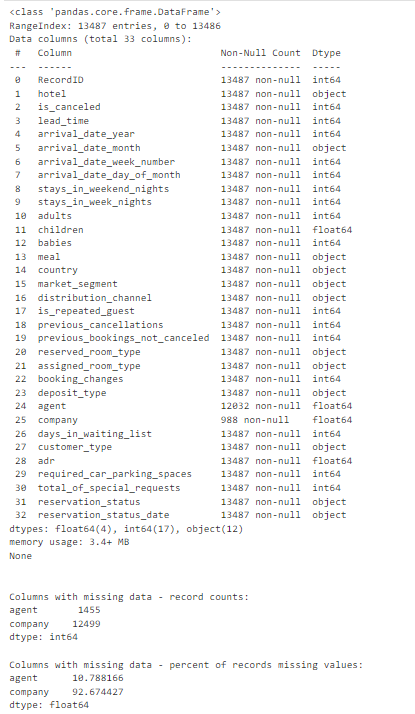 <class 'pandas.core.frame.DataFrame'>
RangeIndex: 13487 entries, 0 to 13486
Data columns (total 33 columns):
 #   Column                          Non-Null Count  Dtype
---  ------                          --------------  -----
 0   RecordID                        13487 non-null  int64
 1   hotel                           13487 non-null  object
 2   is_canceled                     13487 non-null  int64
 3   lead_time                       13487 non-null  int64
 4   arrival_date_year               13487 non-null  int64
 5   arrival_date_month              13487 non-null  object
 6   arrival_date_week_number        13487 non-null  int64
 7   arrival_date_day_of_month       13487 non-null  int64
 8   stays_in_weekend_nights         13487 non-null  int64
 9   stays_in_week_nights            13487 non-null  int64
 10  adults                          13487 non-null  int64
 11  children                        13487 non-null  float64
 12  babies                          13487 non-null  int64
 13  meal                            13487 non-null  object
 14  country                         13487 non-null  object
 15  market_segment                  13487 non-null  object
 16  distribution_channel            13487 non-null  object
 17  is_repeated_guest               13487 non-null  int64
 18  previous_cancellations          13487 non-null  int64
 19  previous_bookings_not_canceled  13487 non-null  int64
 20  reserved_room_type              13487 non-null  object
 21  assigned_room_type              13487 non-null  object
 22  booking_changes                 13487 non-null  int64
 23  deposit_type                    13487 non-null  object
 24  agent                           12032 non-null  float64
 25  company                         988 non-null    float64
 26  days_in_waiting_list            13487 non-null  int64
 27  customer_type                   13487 non-null  object
 28  adr                             13487 non-null  float64
 29  required_car_parking_spaces     13487 non-null  int64
 30  total_of_special_requests       13487 non-null  int64
 31  reservation_status              13487 non-null  object
 32  reservation_status_date         13487 non-null  object
dtypes: float64(4), int64(17), object(12)
memory usage: 3.4+ MB
None

Columns with missing data - record counts:
agent       1455
company    12499
dtype: int64

Columns with missing data - percent of records missing values:
agent      10.788166
company    92.674427
dtype: float64